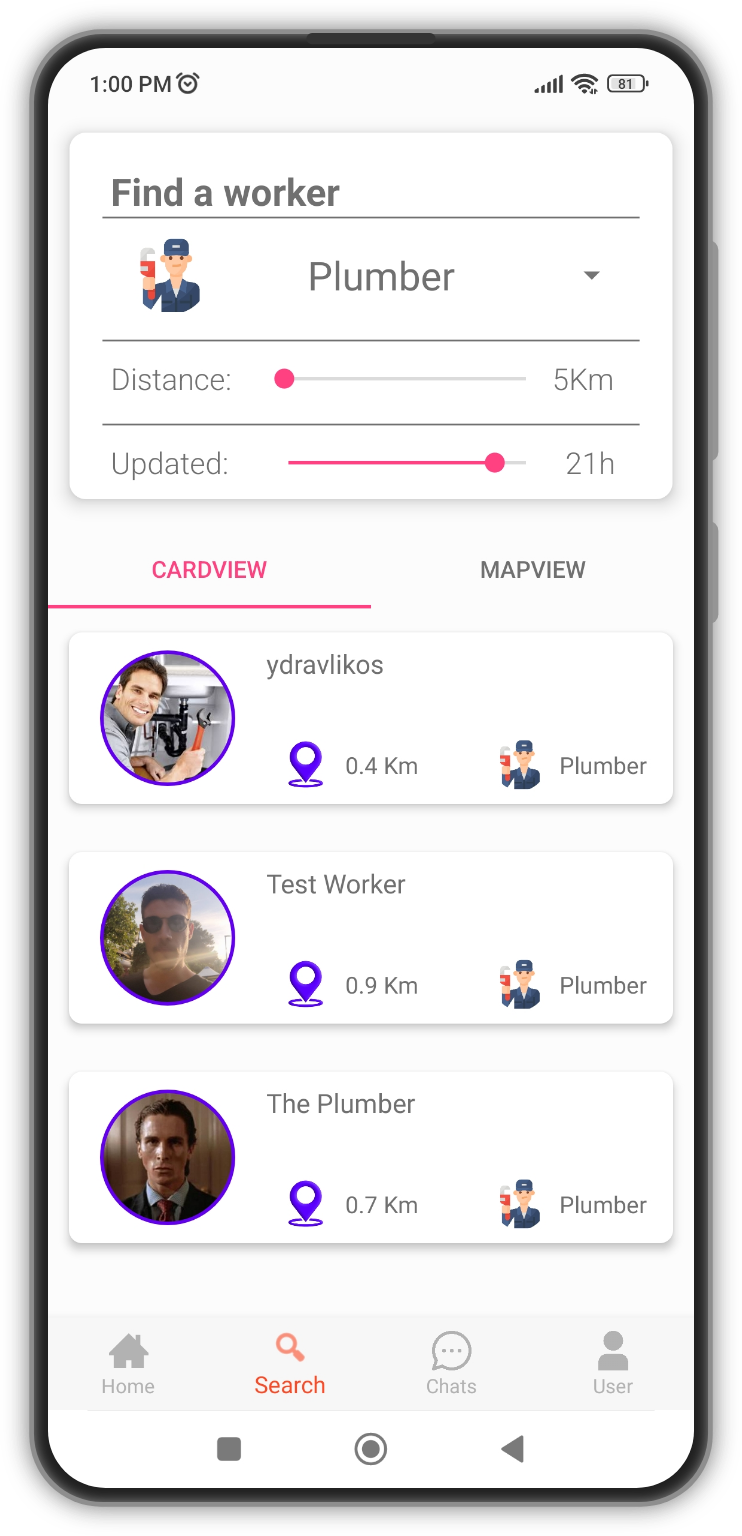 1:00 PM 81
Find a worker
Plumber
Distance: 5Km
Updated: 21h
CARDVIEW MAPVIEW
ydravlikos
0.4 Km Plumber
Test Worker
0.9 Km Plumber
The Plumber
0.7 Km Plumber
Home Search Chats User